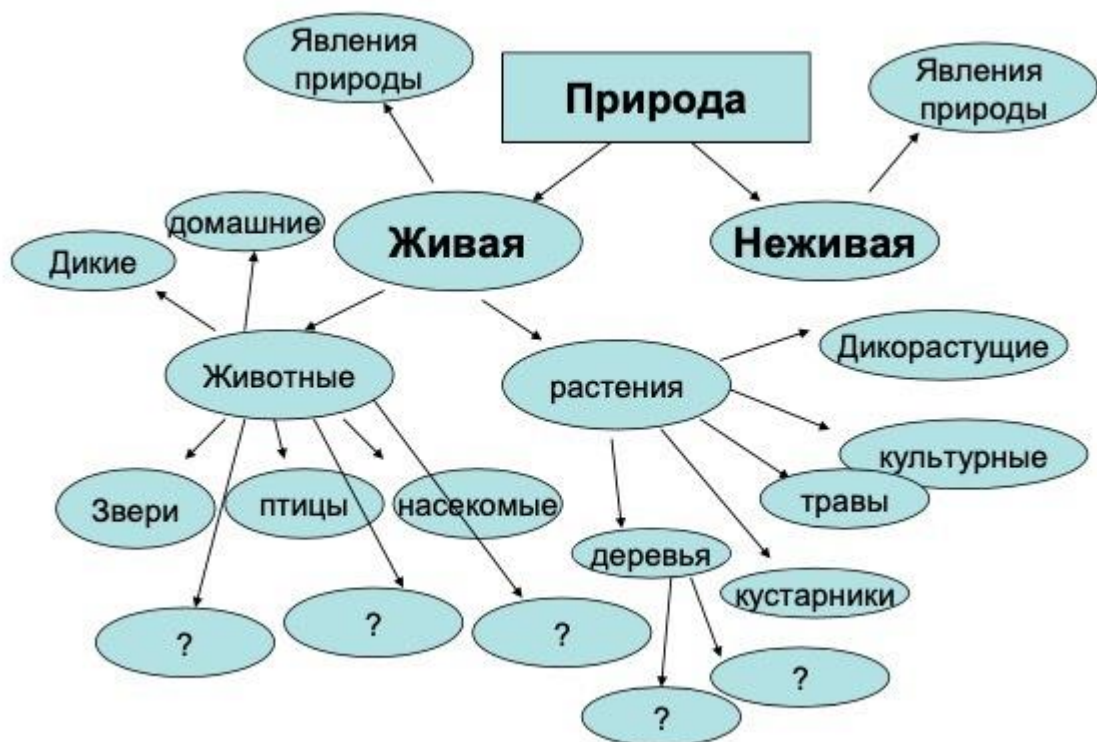 Явления
природы
Природа
Явления
природы
домашние
Дикие
Живая
Неживая
Животные
растения
Дикорастущие
культурные
травы
Звери
птицы
насекомые
деревья
кустарники
?
?
?
?
?